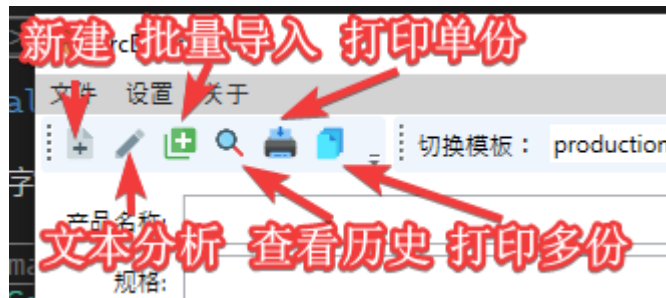 新建 批量导入 打印单份
文件 设置 关于
切换模板： production
产品名称:
文本分析 查看历史 打印多份
规格: